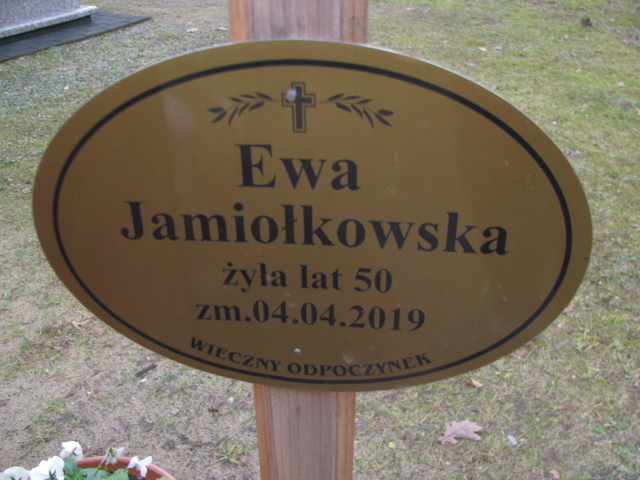 Ewa
Jamiołkowska
żyła lat 50
zm.04.04.2019
WIECZNY ODPOCZYNEK